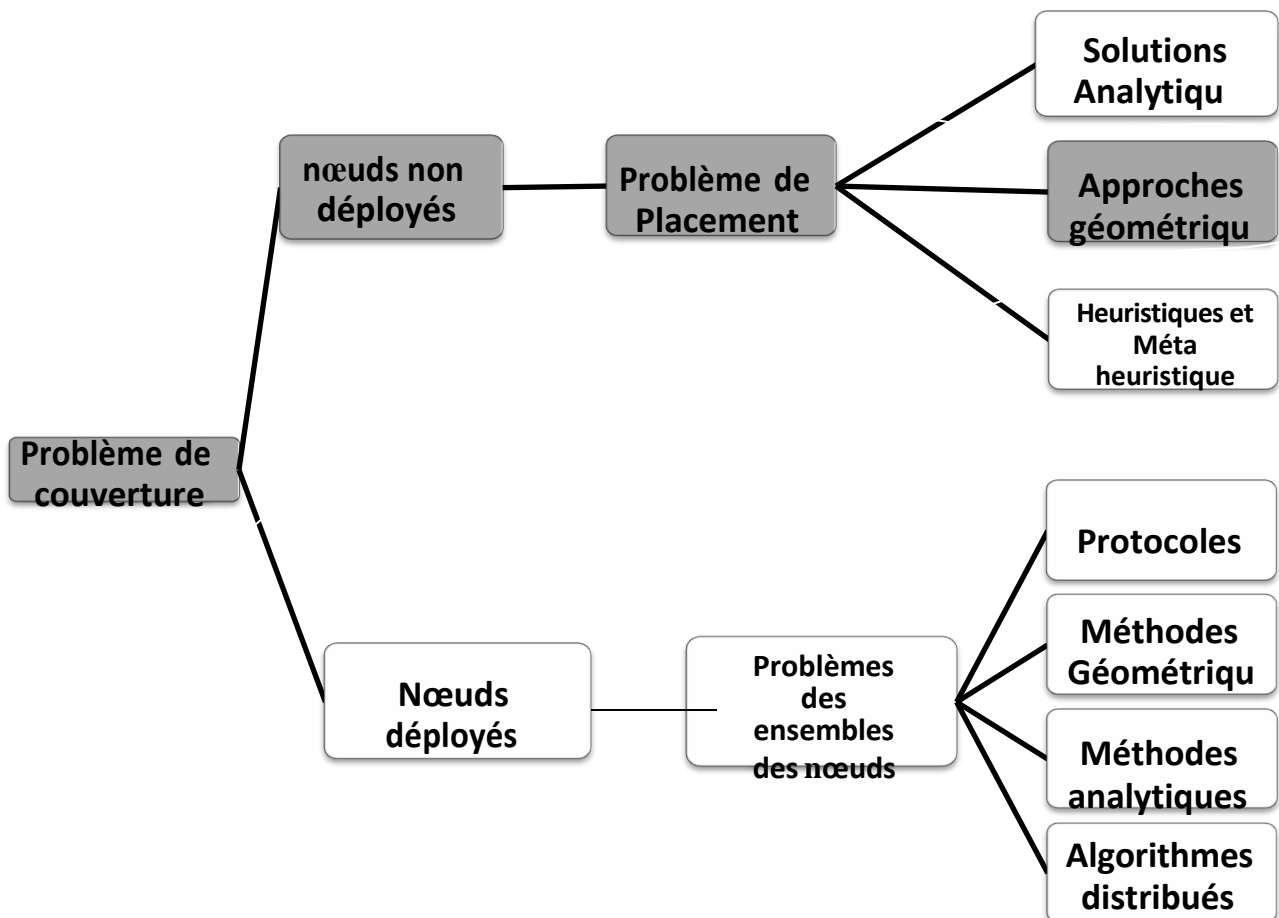 Solutions
Analytiqu
nœuds non
déployés
Problème de
Placement
Approches
géométriqu
Heuristiques et
Méta
heuristique
Problème de
couverture
Protocoles
Méthodes
Géométriqu
Nœuds
déployés
Problèmes
des
ensembles
des nœuds
Méthodes
analytiques
Algorithmes
distribués